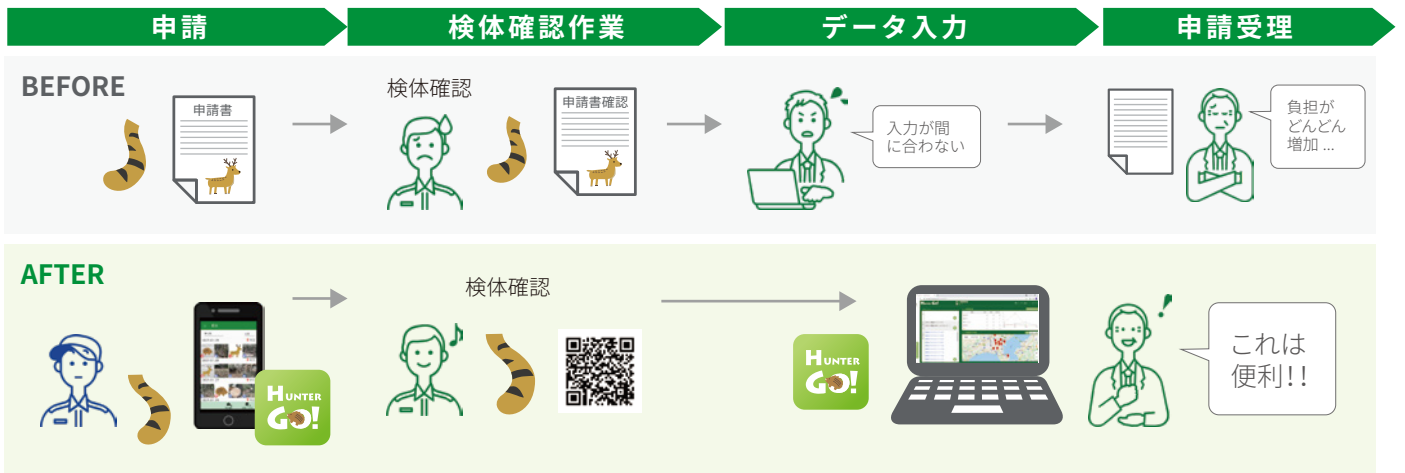 申請
検体確認作業
データ入力
申請受理
BEFORE
申請書
検体確認
申請書確認
入力が間
に合わない
負担が
どんどん
増加...
AFTER
検体確認
HUNTER
GO!
HUNTER
GO!
これは
便利!!